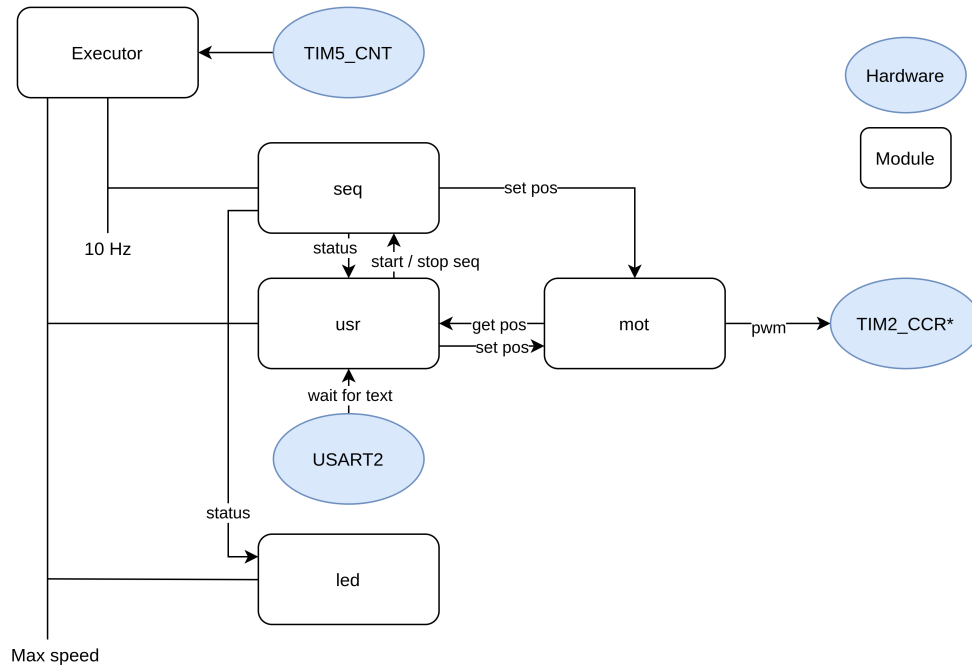 Executor
TIM5_CNT
Hardware
Module
seq
set pos
10 Hz
status
start / stop seq
usr
get pos
set pos
mot
pwm
TIM2_CCR*
wait for text
USART2
status
led
Max speed